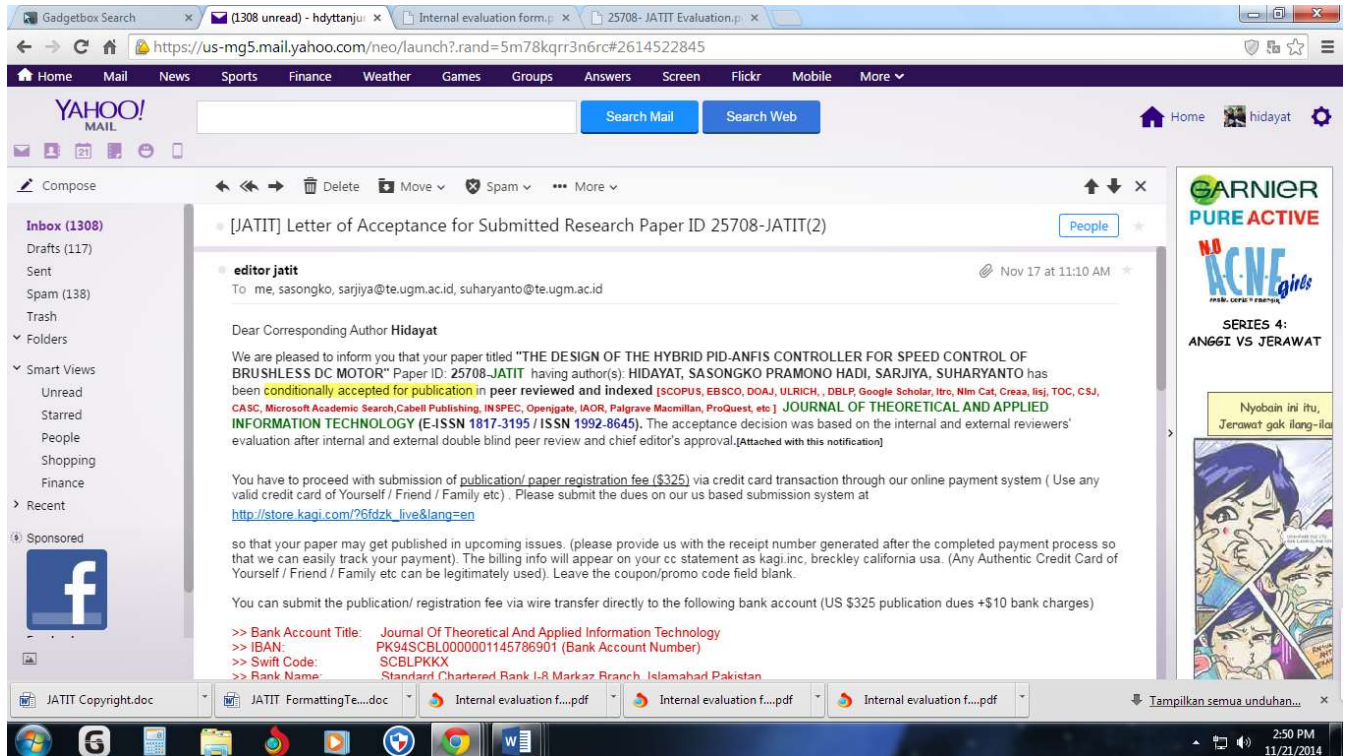 Gadgetbox Search
(1308 unread) - hdyttanju
Internal evaluation form.p
25708- JATIT Evaluation.p
https://us-mg5.mail.yahoo.com/neo/launch?.rand=5m78kqrr3n6rc#2614522845
Home Mail News Sports Finance Weather Games Groups Answers Screen Flickr Mobile More
YAHOO!
MAIL
Search Mail
Search Web
Home
hidayat
21
Compose
Delete Move Spam More
Inbox (1308)
Drafts (117)
Sent
Spam (138)
Trash
Folders
Smart Views
Unread
Starred
People
Shopping
Finance
Recent
Sponsored
[JATIT] Letter of Acceptance for Submitted Research Paper ID 25708-JATIT(2)
People
editor jatit
Nov 17 at 11:10 AM
To me, sasongko, sarjiya@te.ugm.ac.id, suharyanto@te.ugm.ac.id
Dear Corresponding Author Hidayat
We are pleased to inform you that your paper titled "THE DESIGN OF THE HYBRID PID-ANFIS CONTROLLER FOR SPEED CONTROL OF
BRUSHLESS DC MOTOR" Paper ID: 25708-JATIT having author(s): HIDAYAT, SASONGKO PRAMONO HADI, SARJIYA, SUHARYANTO has
been conditionally accepted for publication in peer reviewed and indexed [SCOPUS, EBSCO, DOAJ, ULRICH, , DBLP, Google Scholar, Itrc, Nlm Cat, Creaa, lisj, TOC, CSJ,
CASC, Microsoft Academic Search,Cabell Publishing, INSPEC, Openjgate, IAOR, Palgrave Macmillan, ProQuest, etc ] JOURNAL OF THEORETICAL AND APPLIED
INFORMATION TECHNOLOGY (E-ISSN 1817-3195 / ISSN 1992-8645). The acceptance decision was based on the internal and external reviewers'
evaluation after internal and external double blind peer review and chief editor's approval.[Attached with this notification]
You have to proceed with submission of publication/ paper registration fee ($325) via credit card transaction through our online payment system ( Use any
valid credit card of Yourself / Friend / Family etc) . Please submit the dues on our us based submission system at
http://store.kagi.com/?6fdzk_live&lang=en
so that your paper may get published in upcoming issues. (please provide us with the receipt number generated after the completed payment process so
that we can easily track your payment). The billing info will appear on your cc statement as kagi.inc, breckley california usa. (Any Authentic Credit Card of
Yourself / Friend / Family etc can be legitimately used). Leave the coupon/promo code field blank.
You can submit the publication/ registration fee via wire transfer directly to the following bank account (US $325 publication dues +$10 bank charges)
>> Bank Account Title: Journal Of Theoretical And Applied Information Technology
>> IBAN: PK94SCBL0000001145786901 (Bank Account Number)
>> Swift Code: SCBLPKKX
>> Bank Name: Standard Chartered Bank I-8 Markaz Branch, Islamabad Pakistan
GARNIER
PURE ACTIVE
NO
A.C.N.E
girls
SERIES 4:
ANGGI VS JERAWAT
Nyobain ini itu,
Jerawat gak ilang-ila
JATIT Copyright.doc
JATIT FormattingTe....doc
Internal evaluation f....pdf
Internal evaluation f....pdf
Internal evaluation f....pdf
Tampilkan semua unduhan...
2:50 PM
11/21/2014